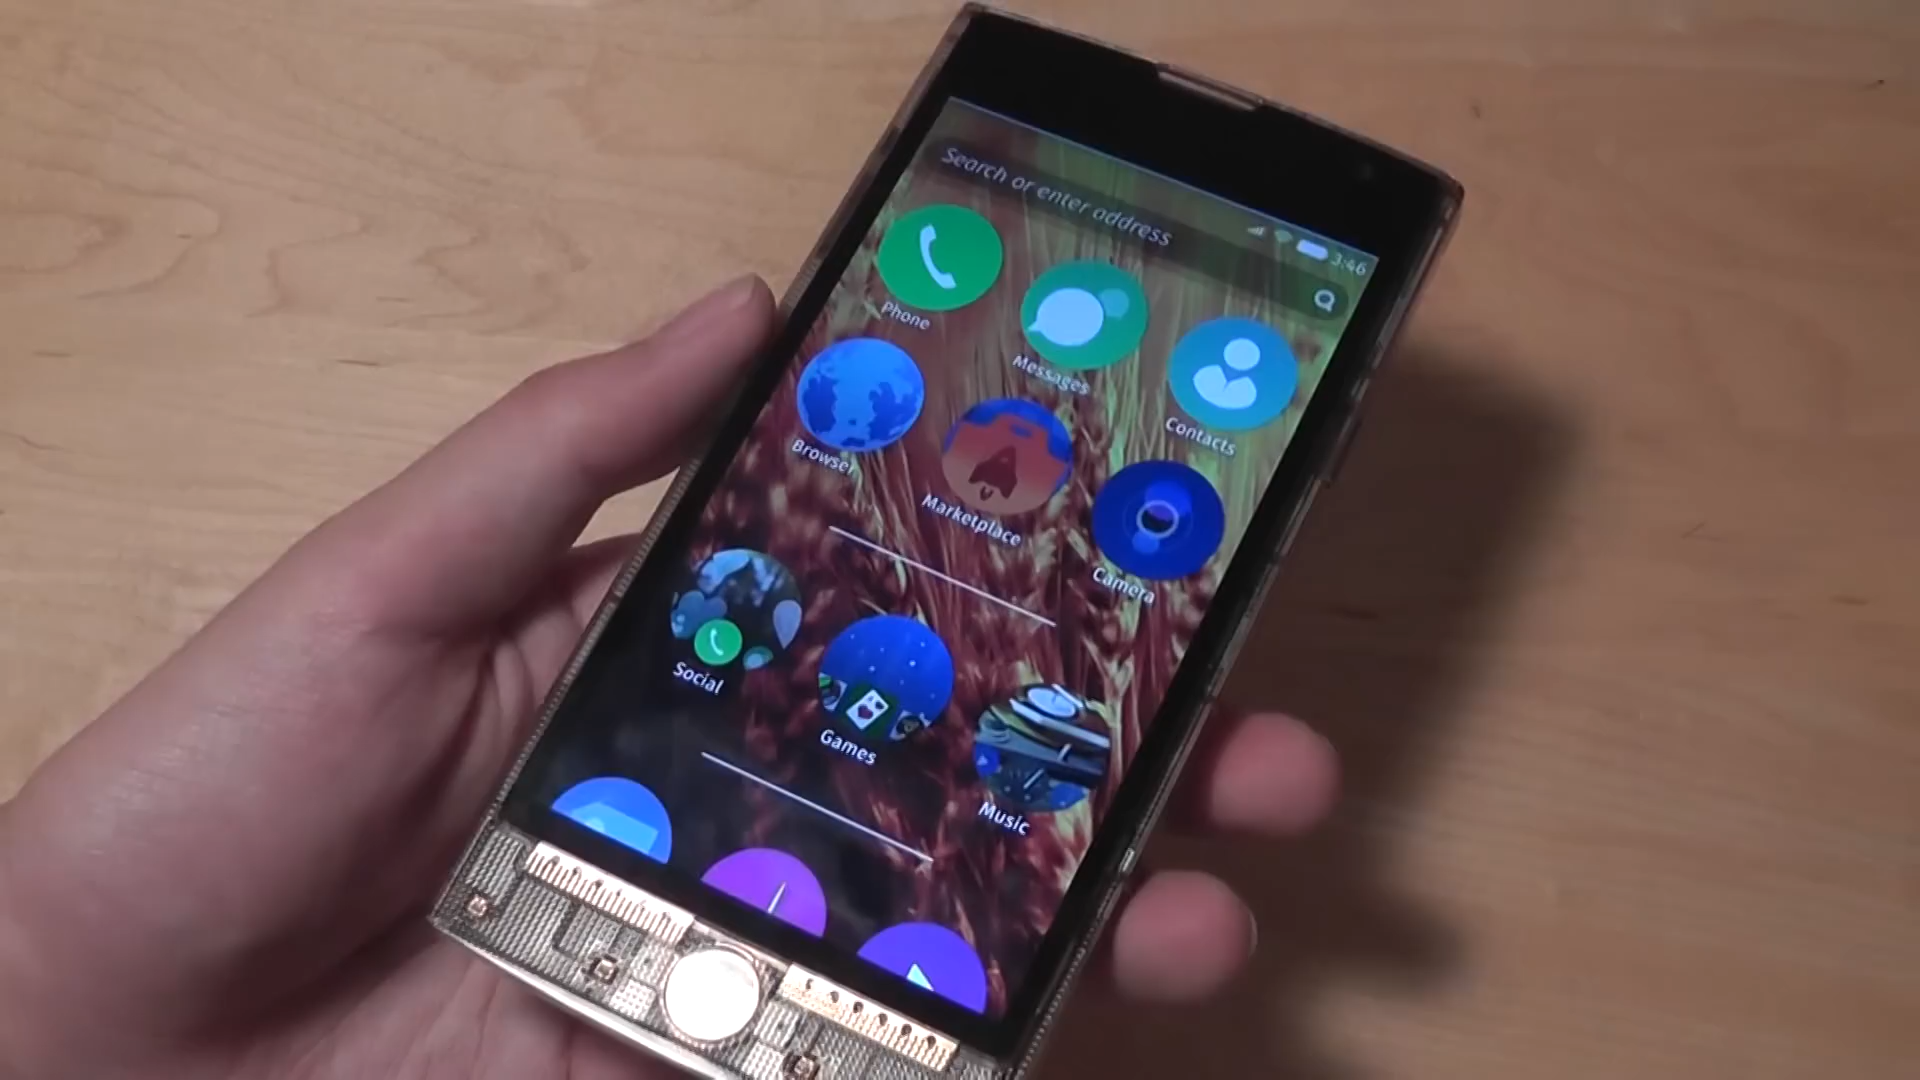 3:46
Search or enter address
Phone
Messages
Contacts
Browser
Marketplace
Camera
Social
Games
Music